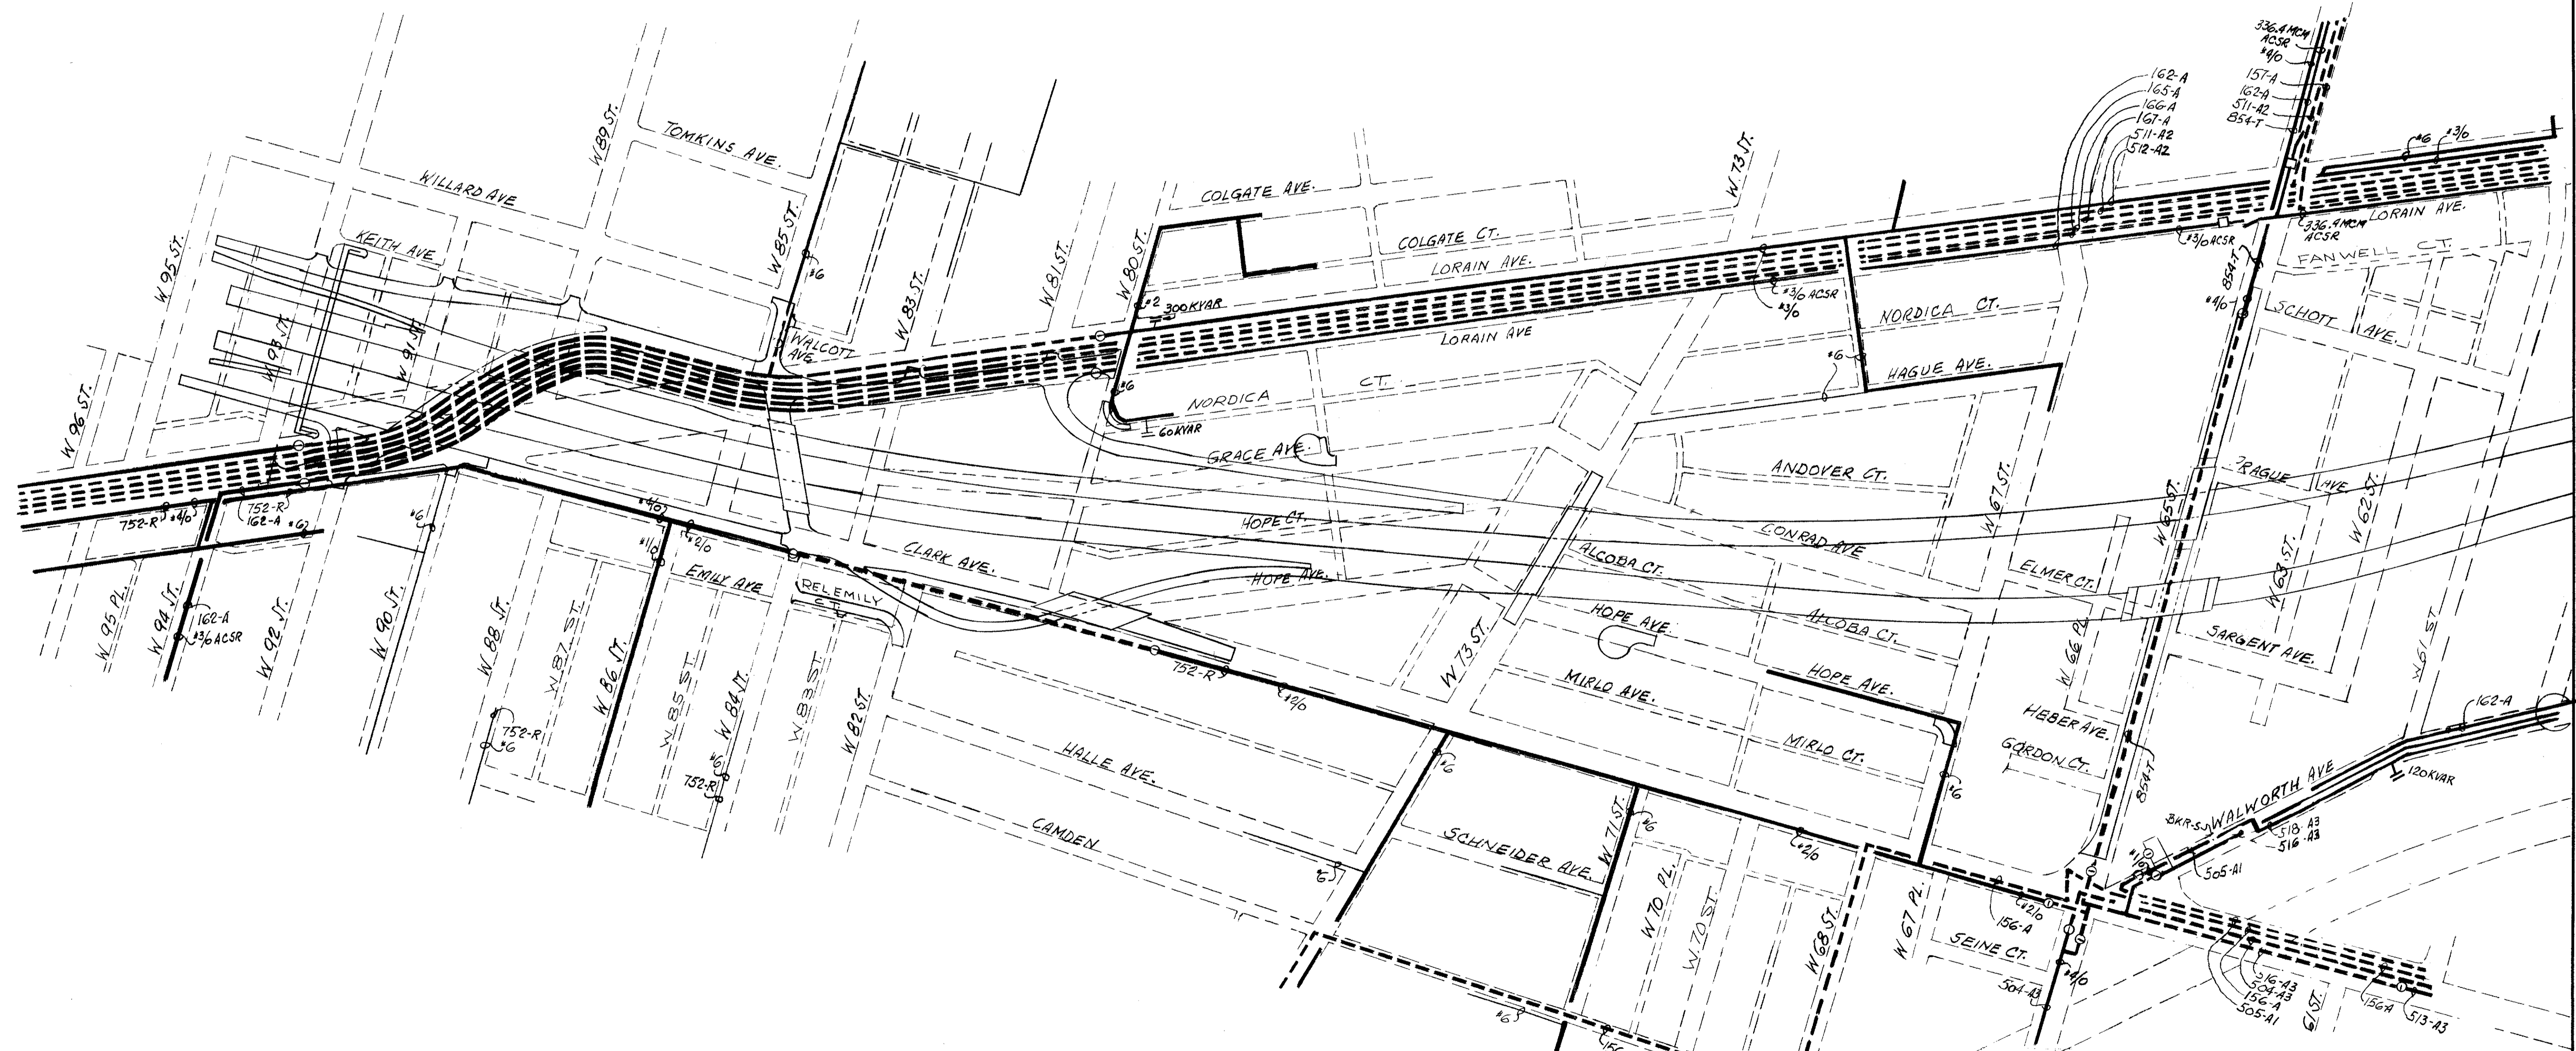 336.4 MCM
ACSR
#4/0
157-A
162-A
511-A2
854-T
162-A
165-A
166-A
167-A
511-A2
512-A2
#6
#3/0
W 89 ST.
TOMKINS AVE.
WILLARD AVE
KEITH AVE
W 95 ST.
W 93 ST.
W 91 ST.
W 96 ST.
W 85 ST.
#6
WALCOTT
AVE
W 83 ST.
W 81 ST.
W 80 ST.
#2
300 KVAR
#6
60 KVAR
COLGATE AVE.
COLGATE CT.
LORAIN AVE.
LORAIN AVE
W 73 ST.
#3/0 ACSR
#3/0
#3/0 ACSR
336.4 MCM
ACSR
LORAIN AVE.
FANWELL CT.
854-T
#4/0
SCHOTT AVE.
NORDICA CT.
NORDICA CT.
#6
HAGUE AVE.
GRACE AVE.
ANDOVER CT.
W 67 ST.
W 65 ST.
W 62 ST.
W 63 ST.
AVE
752-R
#4/0
752-R
162-A
#6
#6
#4/0
#2/0
#1/0
HOPE CT.
CLARK AVE.
HOPE AVE.
EMILY AVE
RELEMILY
CT.
CONRAD AVE
ALCOBA CT.
ALCOBA CT.
ELMER CT.
HOPE AVE.
HOPE AVE.
W 95 PL.
W 94 ST.
162-A
#3/0 ACSR
W 92 ST.
W 90 ST.
W 88 ST.
W 87 ST.
W 86 ST.
W 85 ST.
W 84 ST.
W 83 ST
W 82 ST.
752-R
#6
#6
752-R
752-R
#2/0
W 73 ST.
MIRLO AVE.
MIRLO CT.
W 66 PL.
SARGENT AVE.
W 61 ST
HEBER AVE.
GORDON CT.
854-T
162-A
120 KVAR
WALWORTH AVE
BKR-S
518-A3
516-A3
505-A1
HALLE AVE.
CAMDEN
#6
#6
#6
SCHNEIDER AVE.
W 71 ST.
#6
#2/0
W 70 PL.
W 70 ST.
W 68 ST.
W 67 PL.
#6
#2/0
156-A
SEINE CT.
#4/0
504-A3
516-A3
504-A3
156-A
505-A1
61 ST.
156-A
513-A3